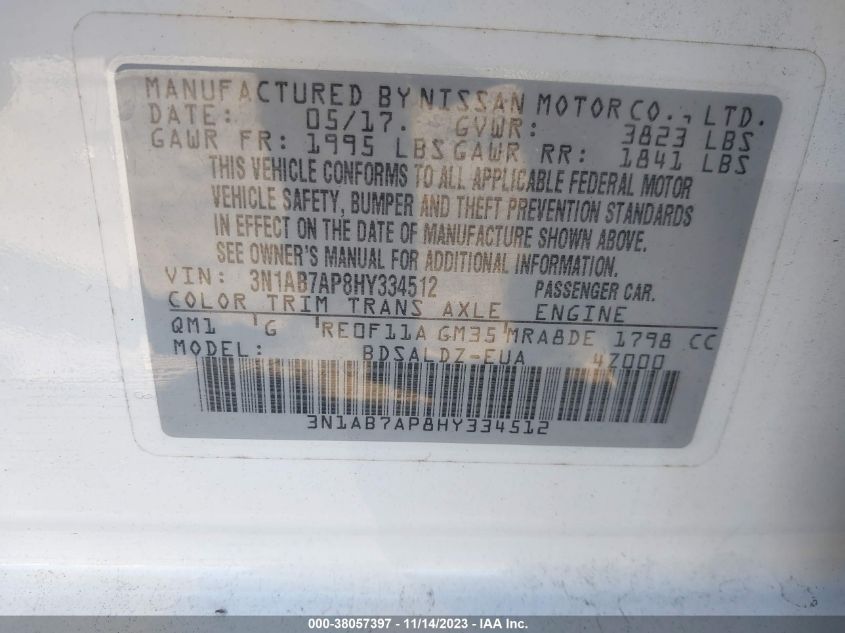 MANUFACTURED BY NISSAN MOTOR CO., LTD.
DATE: 05/17. GVWR: 3823 LBS
GAWR FR: 1995 LBS GAWR RR: 1841 LBS
THIS VEHICLE CONFORMS TO ALL APPLICABLE FEDERAL MOTOR
VEHICLE SAFETY, BUMPER AND THEFT PREVENTION STANDARDS
IN EFFECT ON THE DATE OF MANUFACTURE SHOWN ABOVE.
SEE OWNER'S MANUAL FOR ADDITIONAL INFORMATION.
VIN: 3N1AB7AP8HY334512 PASSENGER CAR.
COLOR TRIM TRANS AXLE ENGINE
QM1 G RE0F11A GM35 MRA8DE 1798 CC
MODEL: BDSALDZ-EUA 4Z000
3N1AB7AP8HY334512
000-38057397 - 11/14/2023 - IAA Inc.